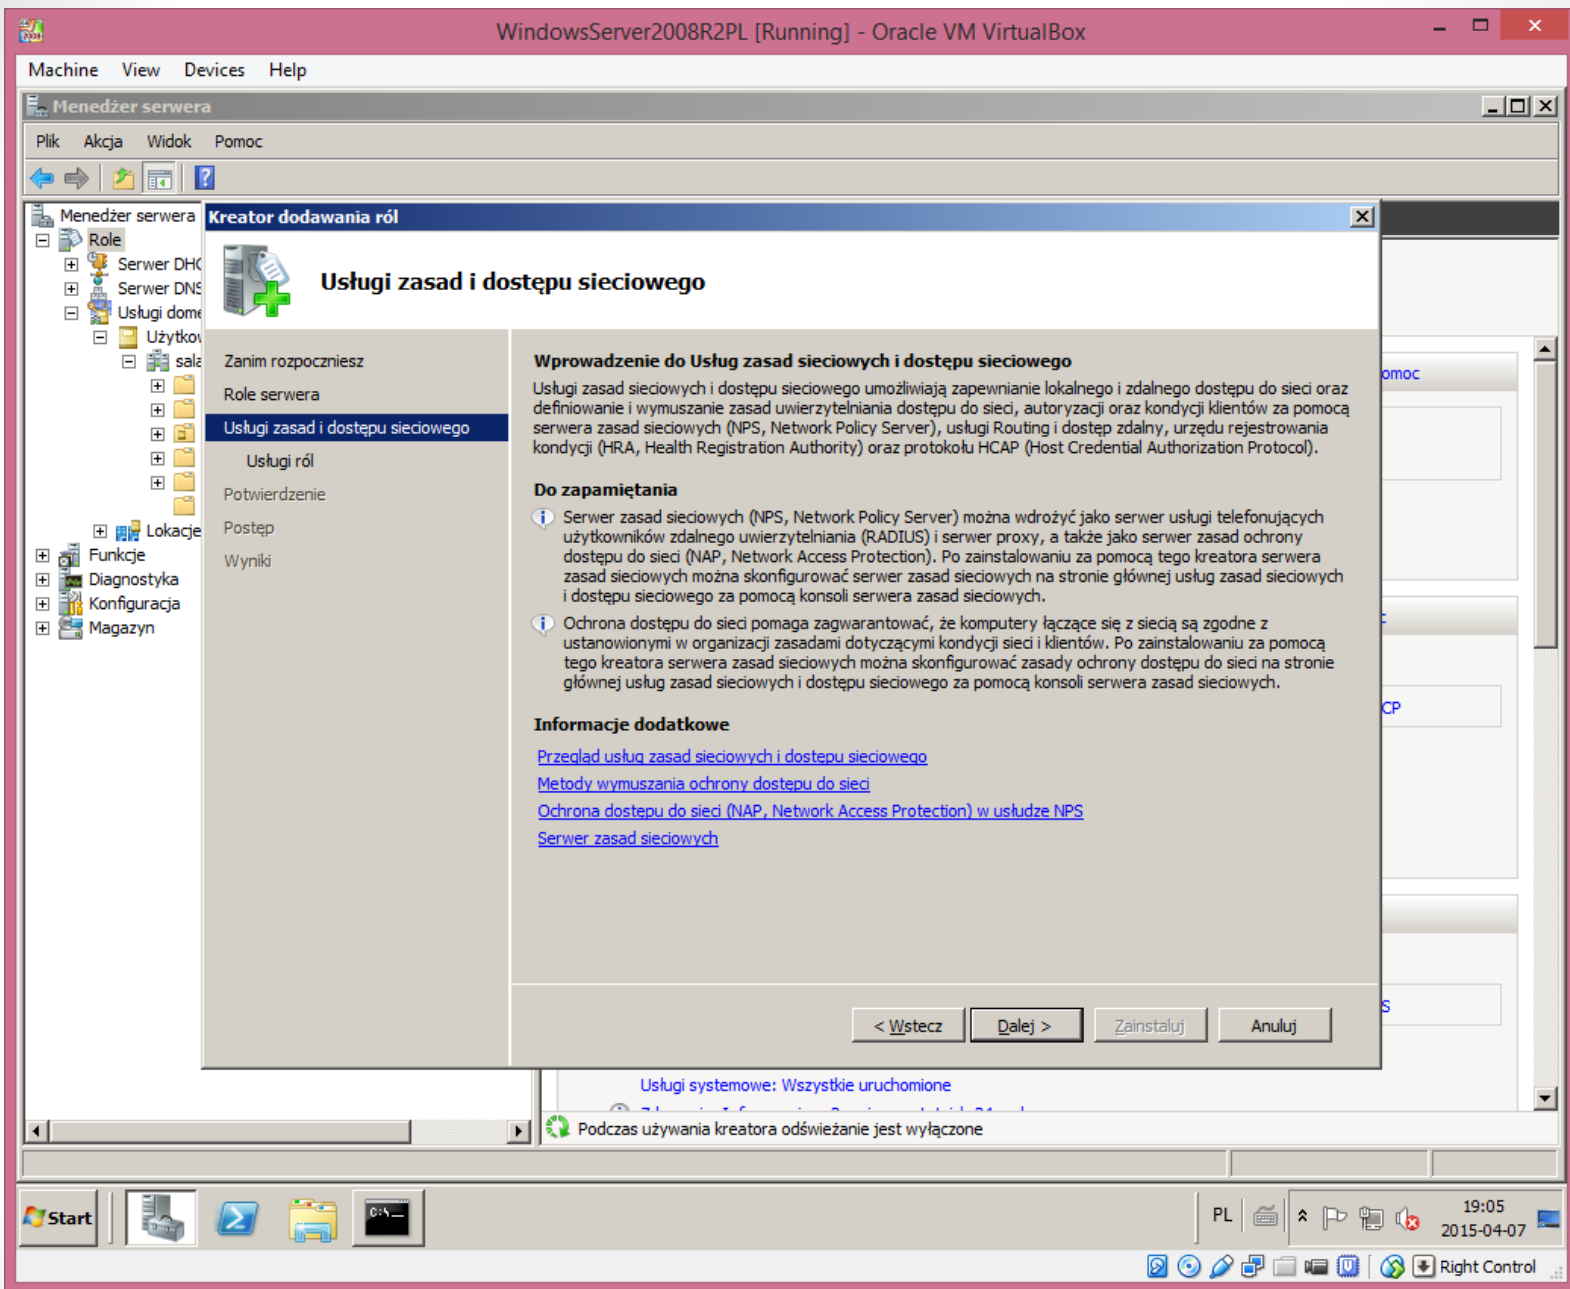 WindowsServer2008R2PL [Running] - Oracle VM VirtualBox
Machine View Devices Help
Menedżer serwera
Plik Akcja Widok Pomoc
Menedżer serwera
Role
Serwer DHC
Serwer DNS
Usługi dome
Użytkow
sala
Lokacje
Funkcje
Diagnostyka
Konfiguracja
Magazyn
Kreator dodawania ról
Usługi zasad i dostępu sieciowego
Zanim rozpoczniesz
Role serwera
Usługi zasad i dostępu sieciowego
Usługi ról
Potwierdzenie
Postęp
Wyniki
Wprowadzenie do Usług zasad sieciowych i dostępu sieciowego
Usługi zasad sieciowych i dostępu sieciowego umożliwiają zapewnianie lokalnego i zdalnego dostępu do sieci oraz
definiowanie i wymuszanie zasad uwierzytelniania dostępu do sieci, autoryzacji oraz kondycji klientów za pomocą
serwera zasad sieciowych (NPS, Network Policy Server), usługi Routing i dostęp zdalny, urzędu rejestrowania
kondycji (HRA, Health Registration Authority) oraz protokołu HCAP (Host Credential Authorization Protocol).
Do zapamiętania
Serwer zasad sieciowych (NPS, Network Policy Server) można wdrożyć jako serwer usługi telefonujących
użytkowników zdalnego uwierzytelniania (RADIUS) i serwer proxy, a także jako serwer zasad ochrony
dostępu do sieci (NAP, Network Access Protection). Po zainstalowaniu za pomocą tego kreatora serwera
zasad sieciowych można skonfigurować serwer zasad sieciowych na stronie głównej usług zasad sieciowych
i dostępu sieciowego za pomocą konsoli serwera zasad sieciowych.
Ochrona dostępu do sieci pomaga zagwarantować, że komputery łączące się z siecią są zgodne z
ustanowionymi w organizacji zasadami dotyczącymi kondycji sieci i klientów. Po zainstalowaniu za pomocą
tego kreatora serwera zasad sieciowych można skonfigurować zasady ochrony dostępu do sieci na stronie
głównej usług zasad sieciowych i dostępu sieciowego za pomocą konsoli serwera zasad sieciowych.
Informacje dodatkowe
Przegląd usług zasad sieciowych i dostępu sieciowego
Metody wymuszania ochrony dostępu do sieci
Ochrona dostępu do sieci (NAP, Network Access Protection) w usłudze NPS
Serwer zasad sieciowych
< Wstecz Dalej > Zainstaluj Anuluj
omoc
CP
S
Usługi systemowe: Wszystkie uruchomione
Podczas używania kreatora odświeżanie jest wyłączone
Start
C:\
PL
19:05
2015-04-07
Right Control